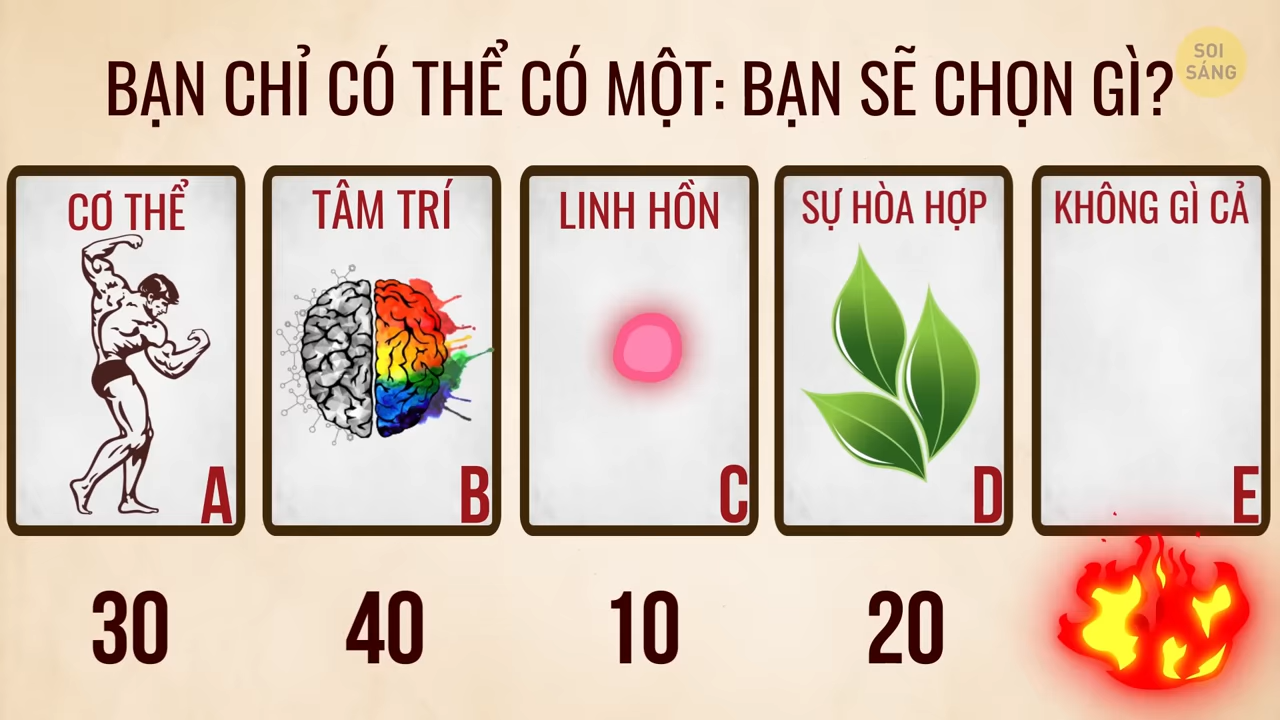 BẠN CHỈ CÓ THỂ CÓ MỘT: BẠN SẼ CHỌN GÌ?
SOI
SÁNG
CƠ THỂ
TÂM TRÍ
LINH HỒN
SỰ HÒA HỢP
KHÔNG GÌ CẢ
A
B
C
D
E
30
40
10
20